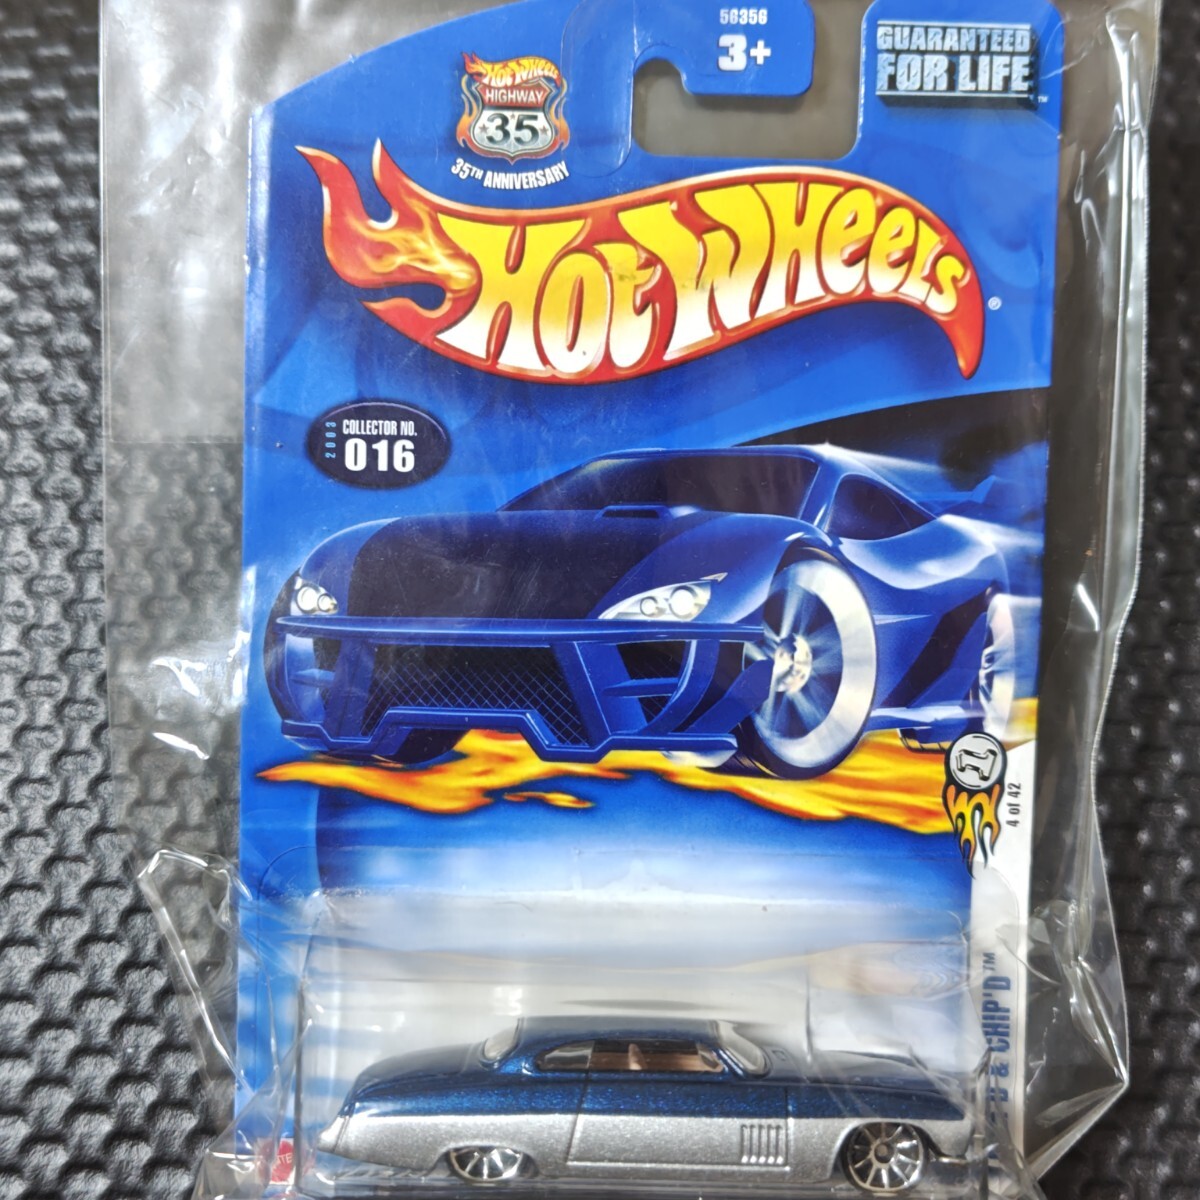 56356
3+
GUARANTEED
FOR LIFE™
HOT WHEELS
HIGHWAY
35
35TH ANNIVERSARY
HOT WHEELS®
2003
COLLECTOR NO.
016
4 of 42
& CHIP'D™